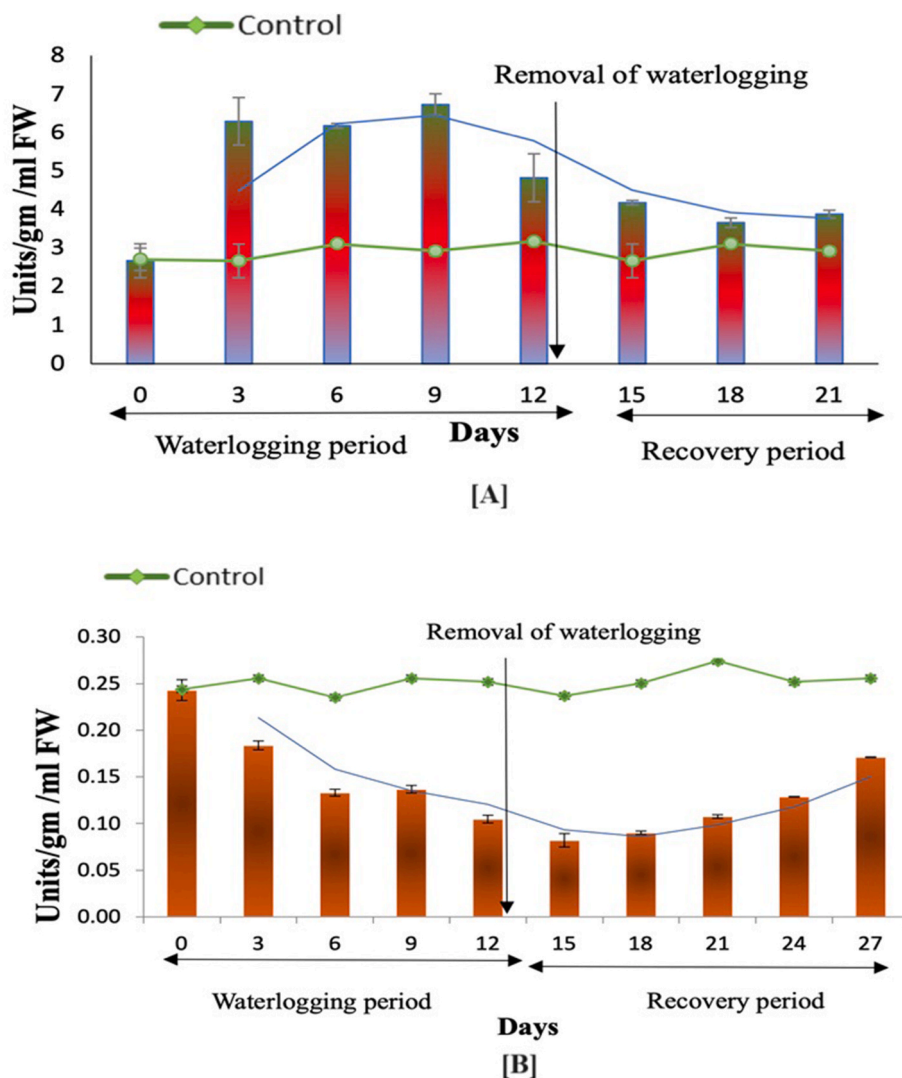 Control
Units/gm /ml FW
8
7
6
5
4
3
2
1
0
Removal of waterlogging
0 3 6 9 12 15 18 21
Waterlogging period Days Recovery period
[A]
Control
Units/gm /ml FW
0.30
0.25
0.20
0.15
0.10
0.05
0.00
Removal of waterlogging
0 3 6 9 12 15 18 21 24 27
Waterlogging period Recovery period
Days
[B]